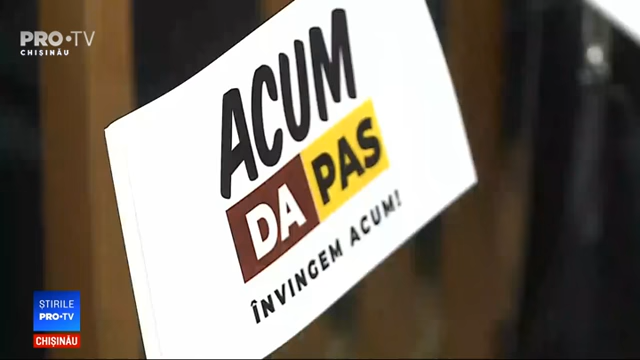 PRO•TV
CHIȘINĂU
ACUM
DA PAS
ÎNVINGEM ACUM!
ȘTIRILE
PRO•TV
CHIȘINĂU